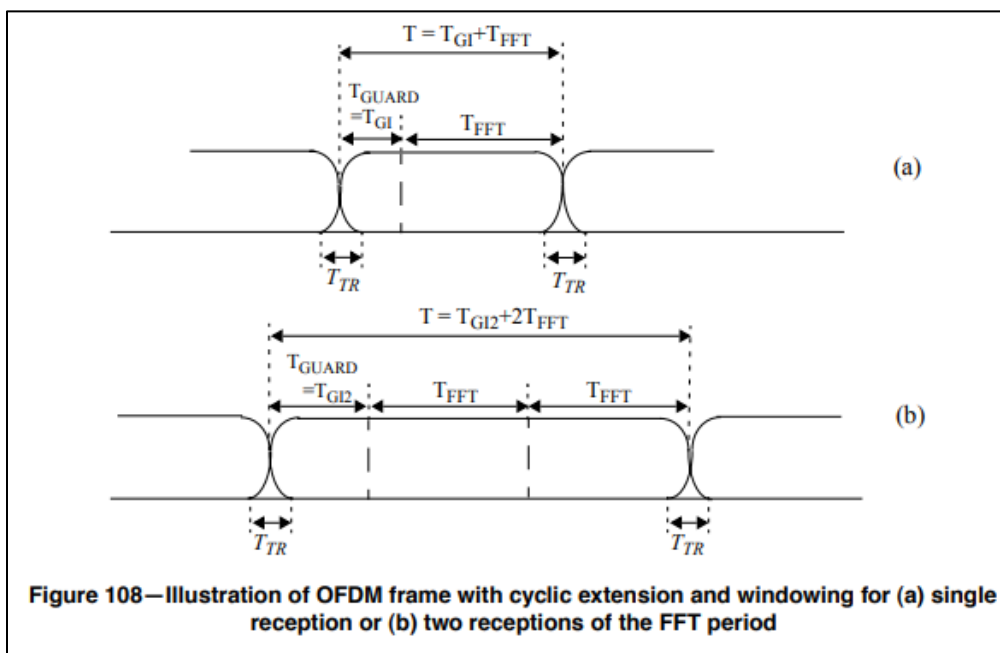 T = TGI+TFFT
TGUARD
=TGI
TFFT
(a)
TTR
TTR
T = TGI2+2TFFT
TGUARD
=TGI2
TFFT
TFFT
(b)
TTR
TTR
Figure 108—Illustration of OFDM frame with cyclic extension and windowing for (a) single
reception or (b) two receptions of the FFT period